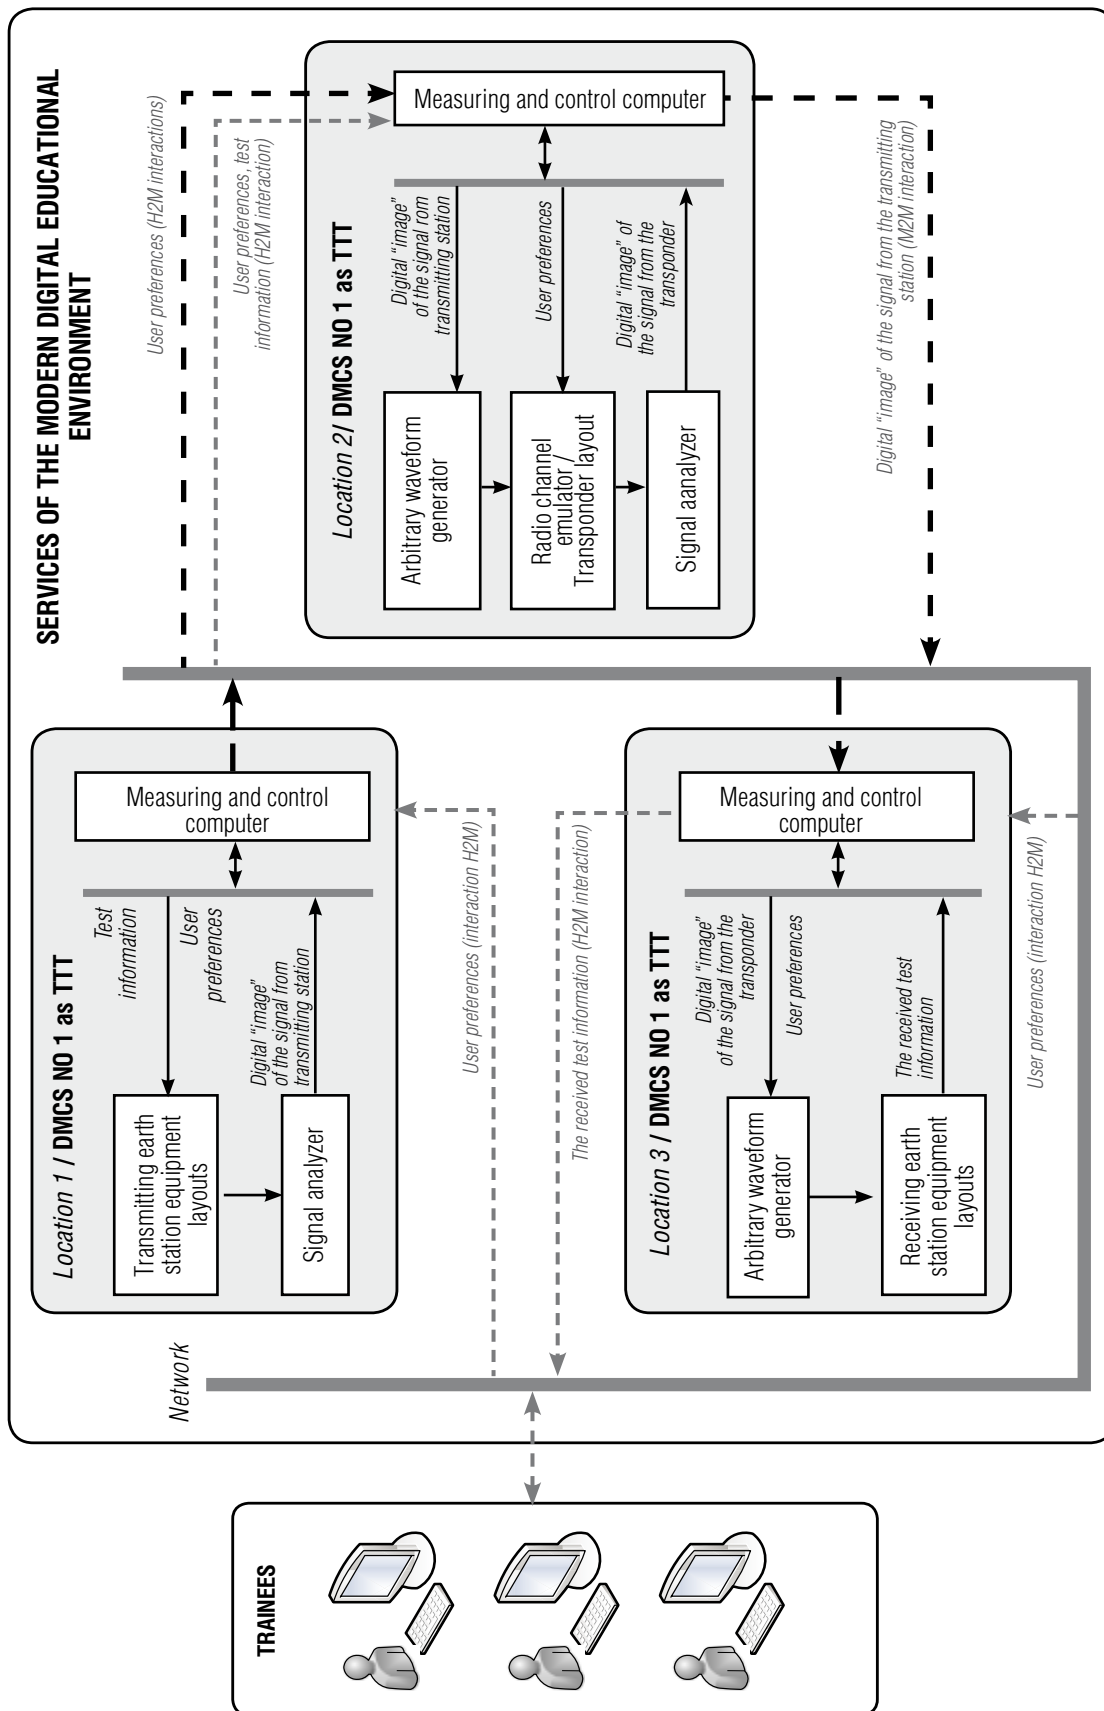 SERVICES OF THE MODERN DIGITAL EDUCATIONAL
ENVIRONMENT
TRAINEES
Network
Location 1 / DMCS NO 1 as TTT
Transmitting earth
station equipment
layouts
Signal analyzer
Test
information
User
preferences
Digital “image”
of the signal from
transmitting station
Measuring and control
computer
User preferences (interaction H2M)
User preferences (H2M interactions)
User preferences, test
information (H2M interaction)
Location 2/ DMCS NO 1 as TTT
Arbitrary waveform
generator
Radio channel
emulator /
Transponder layout
Signal aanalyzer
Digital “image”
of the signal from
transmitting station
User preferences
Digital “image” of
the signal from the
transponder
Measuring and control computer
Digital “image” of the signal from the transmitting
station (M2M interaction)
The received test information (H2M interaction)
Location 3 / DMCS NO 1 as TTT
Arbitrary waveform
generator
Receiving earth
station equipment
layouts
Digital “image”
of the signal from the
transponder
User preferences
The received test
information
Measuring and control
computer
User preferences (interaction H2M)